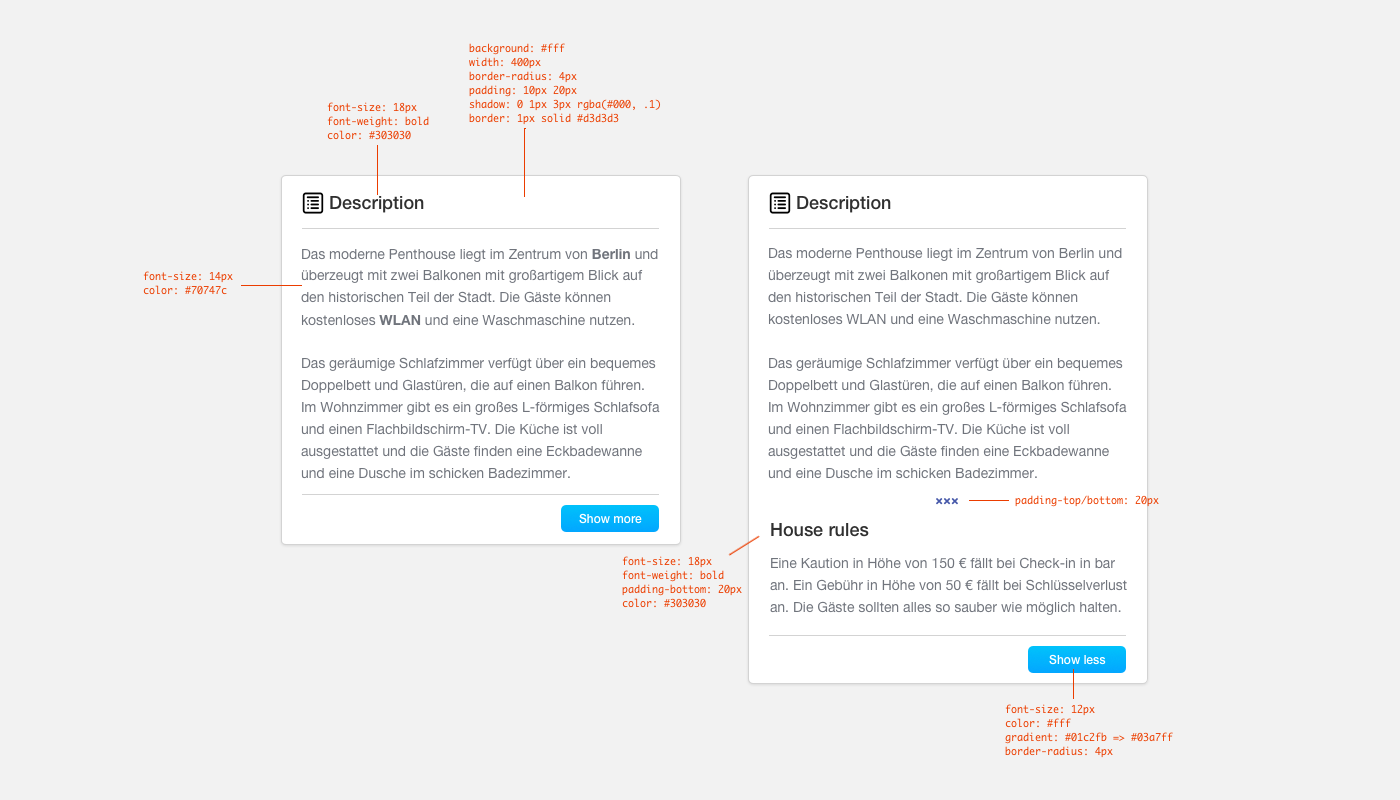 background: #fff
width: 400px
border-radius: 4px
padding: 10px 20px
shadow: 0 1px 3px rgba(#000, .1)
border: 1px solid #d3d3d3
font-size: 18px
font-weight: bold
color: #303030
Description
Das moderne Penthouse liegt im Zentrum von Berlin und
überzeugt mit zwei Balkonen mit großartigem Blick auf
den historischen Teil der Stadt. Die Gäste können
kostenloses WLAN und eine Waschmaschine nutzen.
Das geräumige Schlafzimmer verfügt über ein bequemes
Doppelbett und Glastüren, die auf einen Balkon führen.
Im Wohnzimmer gibt es ein großes L-förmiges Schlafsofa
und einen Flachbildschirm-TV. Die Küche ist voll
ausgestattet und die Gäste finden eine Eckbadewanne
und eine Dusche im schicken Badezimmer.
Show more
font-size: 14px
color: #70747c
Description
Das moderne Penthouse liegt im Zentrum von Berlin und
überzeugt mit zwei Balkonen mit großartigem Blick auf
den historischen Teil der Stadt. Die Gäste können
kostenloses WLAN und eine Waschmaschine nutzen.
Das geräumige Schlafzimmer verfügt über ein bequemes
Doppelbett und Glastüren, die auf einen Balkon führen.
Im Wohnzimmer gibt es ein großes L-förmiges Schlafsofa
und einen Flachbildschirm-TV. Die Küche ist voll
ausgestattet und die Gäste finden eine Eckbadewanne
und eine Dusche im schicken Badezimmer.
××× padding-top/bottom: 20px
House rules
Eine Kaution in Höhe von 150 € fällt bei Check-in in bar
an. Ein Gebühr in Höhe von 50 € fällt bei Schlüsselverlust
an. Die Gäste sollten alles so sauber wie möglich halten.
Show less
font-size: 18px
font-weight: bold
padding-bottom: 20px
color: #303030
font-size: 12px
color: #fff
gradient: #01c2fb => #03a7ff
border-radius: 4px